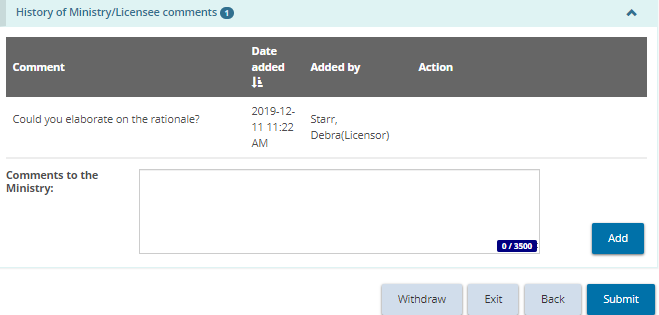 History of Ministry/Licensee comments 1
Comment Date added Added by Action
Could you elaborate on the rationale? 2019-12-11 11:22 AM Starr, Debra(Licensor)
Comments to the Ministry:
0 / 3500
Add
Withdraw Exit Back Submit